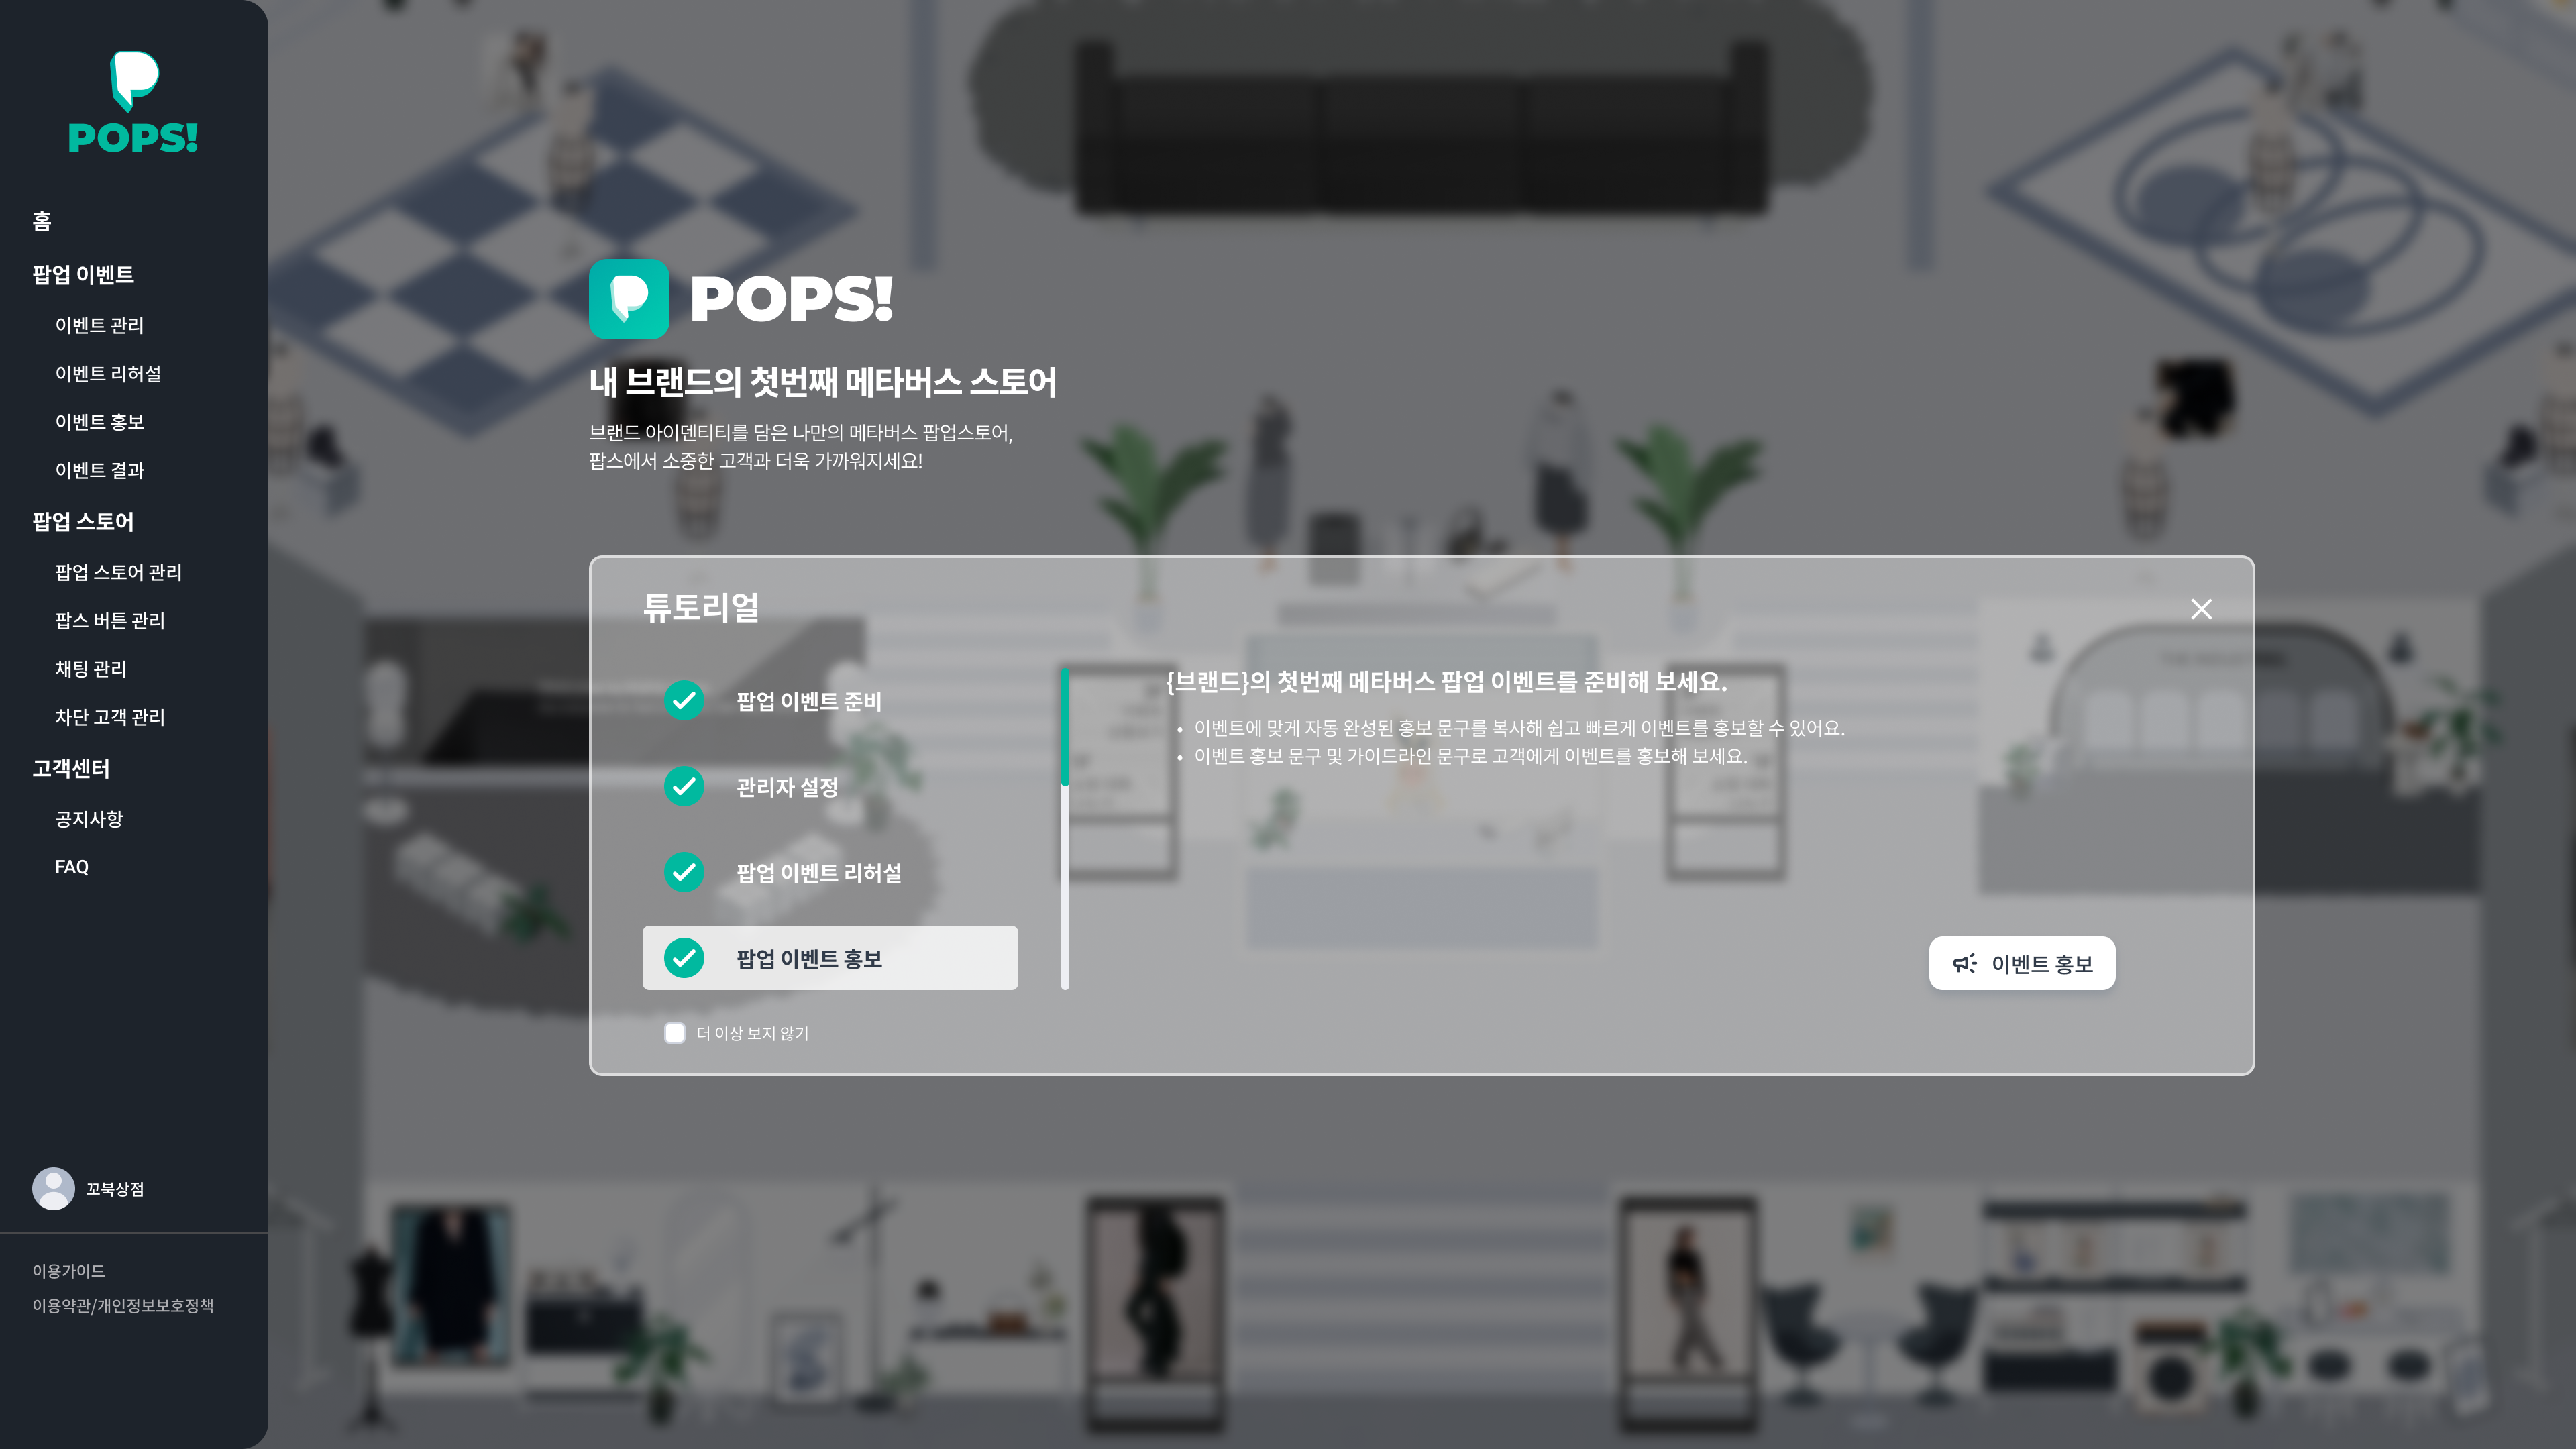 POPS!
홈
팝업 이벤트
이벤트 관리
이벤트 리허설
이벤트 홍보
이벤트 결과
팝업 스토어
팝업 스토어 관리
팝스 버튼 관리
채팅 관리
차단 고객 관리
고객센터
공지사항
FAQ
꼬북상점
이용가이드
이용약관/개인정보보호정책
POPS!
내 브랜드의 첫번째 메타버스 스토어
브랜드 아이덴티티를 담은 나만의 메타버스 팝업스토어,
팝스에서 소중한 고객과 더욱 가까워지세요!
튜토리얼
팝업 이벤트 준비
관리자 설정
팝업 이벤트 리허설
팝업 이벤트 홍보
더 이상 보지 않기
{브랜드}의 첫번째 메타버스 팝업 이벤트를 준비해 보세요.
• 이벤트에 맞게 자동 완성된 홍보 문구를 복사해 쉽고 빠르게 이벤트를 홍보할 수 있어요.
• 이벤트 홍보 문구 및 가이드라인 문구로 고객에게 이벤트를 홍보해 보세요.
이벤트 홍보